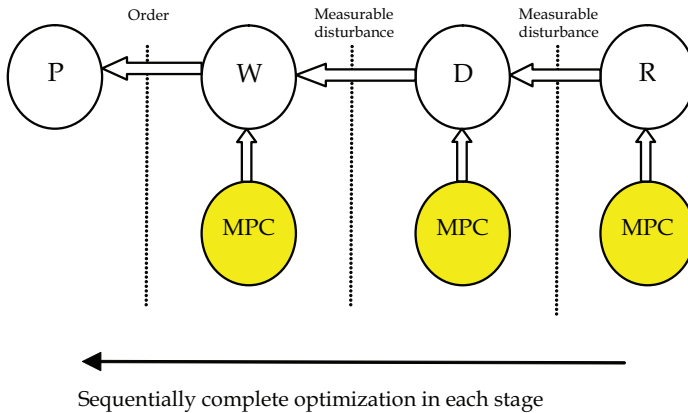 Order
Measurable
disturbance
Measurable
disturbance
P
W
D
R
MPC
MPC
MPC
Sequentially complete optimization in each stage